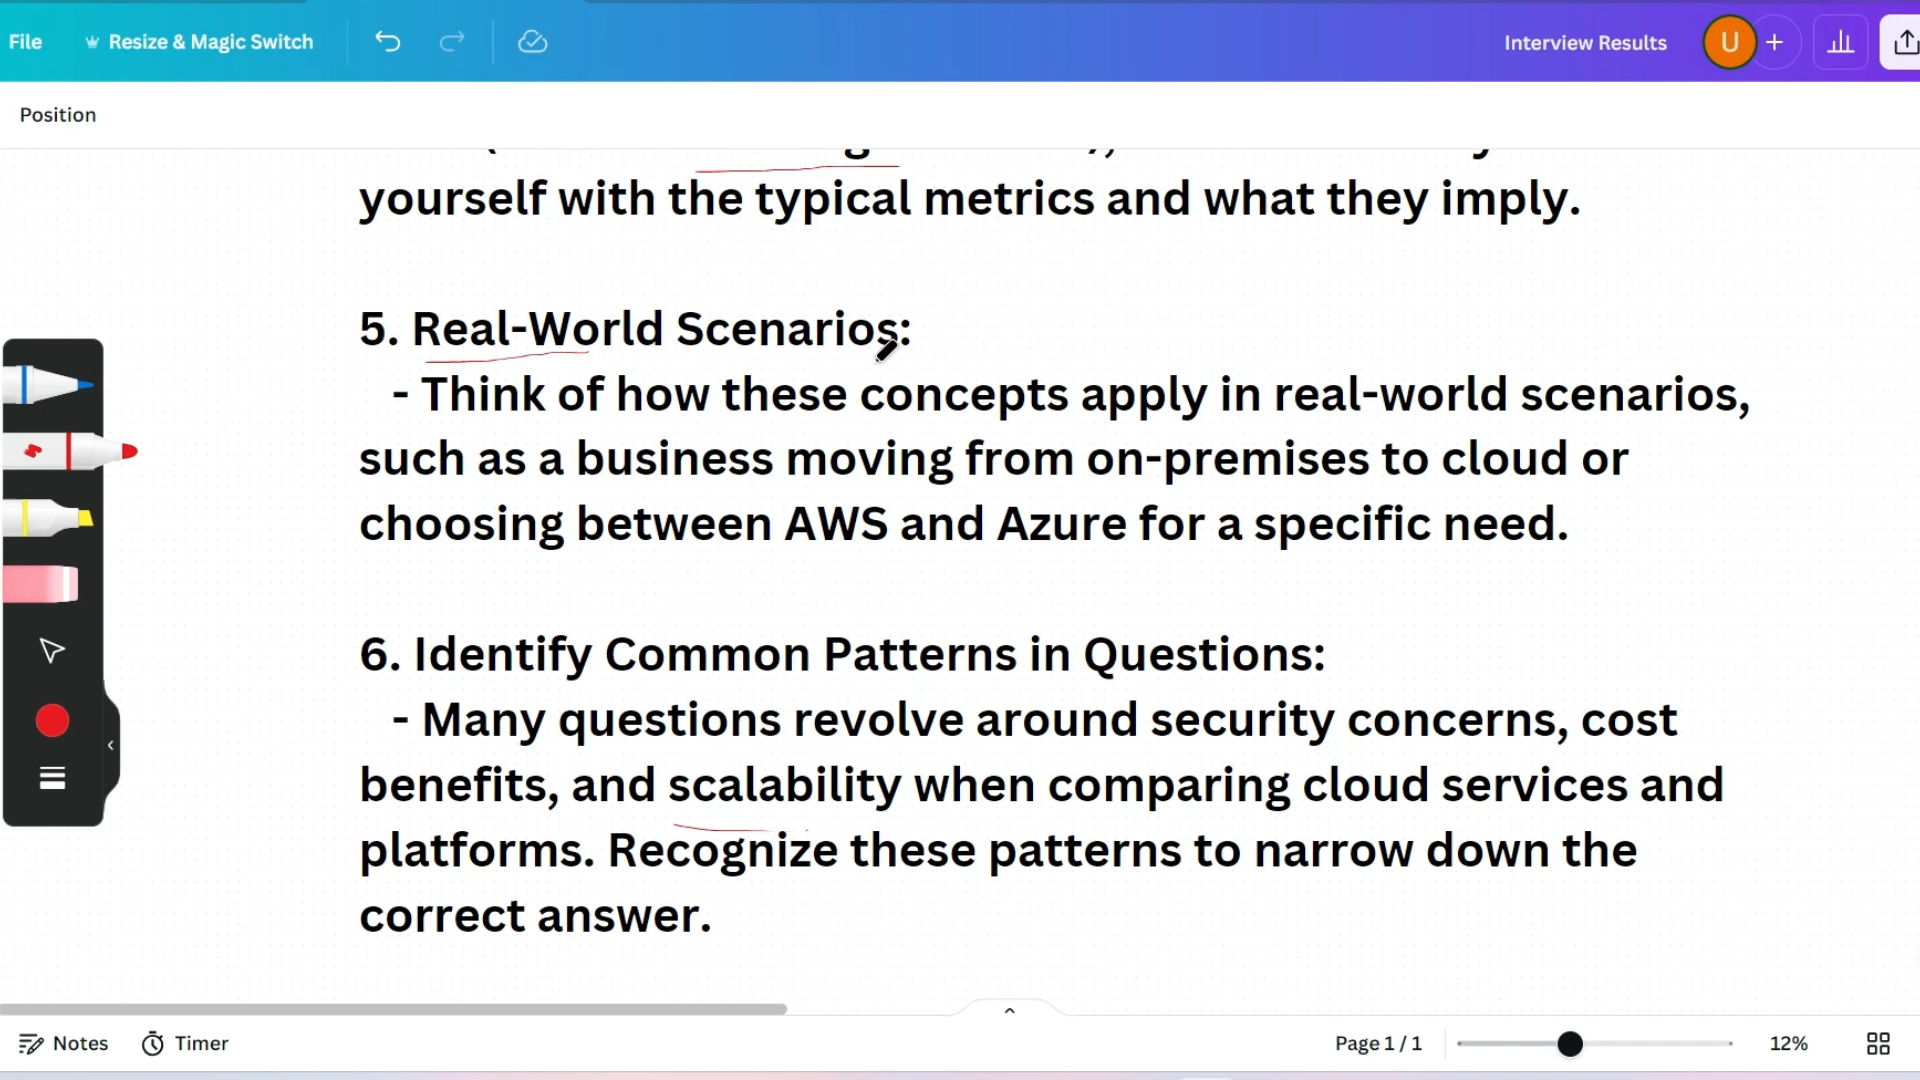 File Resize & Magic Switch Interview Results U +
Position
yourself with the typical metrics and what they imply.
5. Real-World Scenarios:
- Think of how these concepts apply in real-world scenarios,
such as a business moving from on-premises to cloud or
choosing between AWS and Azure for a specific need.
6. Identify Common Patterns in Questions:
- Many questions revolve around security concerns, cost
benefits, and scalability when comparing cloud services and
platforms. Recognize these patterns to narrow down the
correct answer.
Notes Timer Page 1 / 1 12%